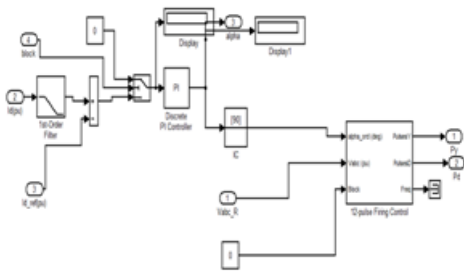 4
block
0
Display
3
alpha
Display1
2
Id(pu)
1st-Order
Filter
PI
Discrete
PI Controller
[90]
IC
3
Id_ref(pu)
1
Vabc_R
0
alpha_ord (deg)
Vabc (pu)
Block
Pulses1
Pulses2
Freq
12-pulse Firing Control
1
Py
2
Pd